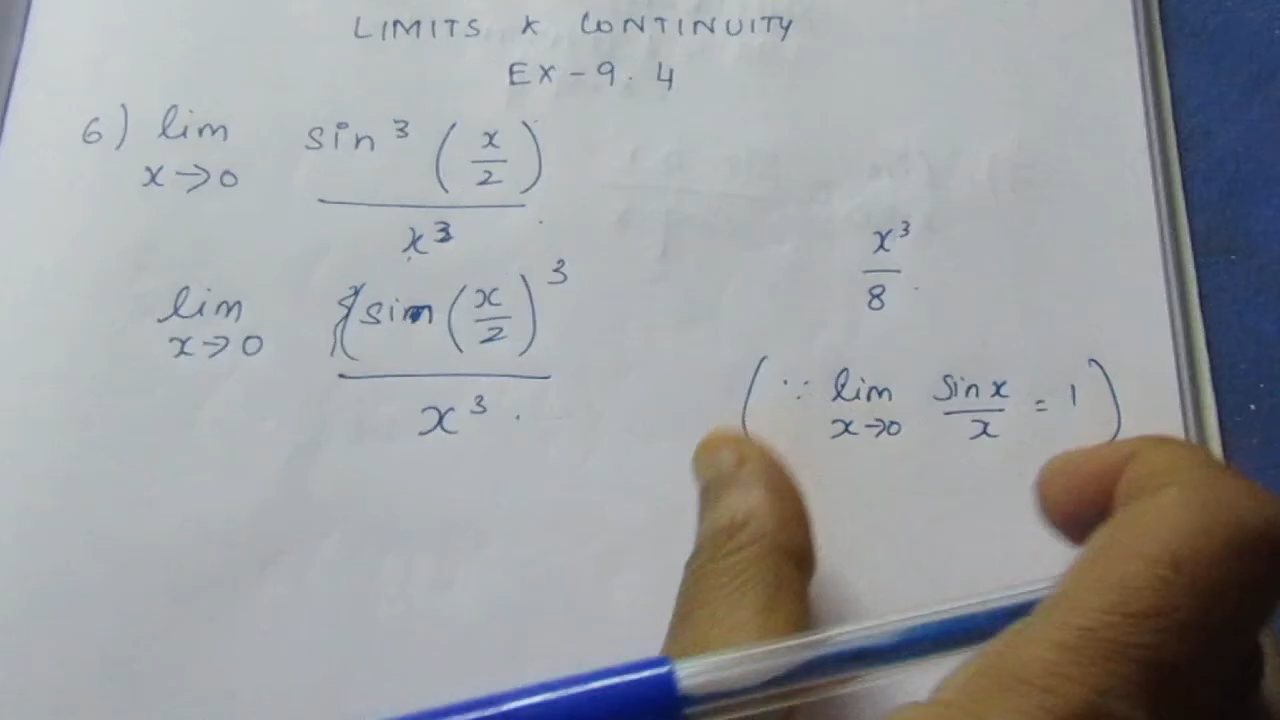 LIMITS & CONTINUITY
EX - 9.4
6) lim x→0 sin³ (x/2) / x³
lim x→0 (sin (x/2)³ / x³.
x³ / 8
(∵ lim x→0 sin x / x = 1)